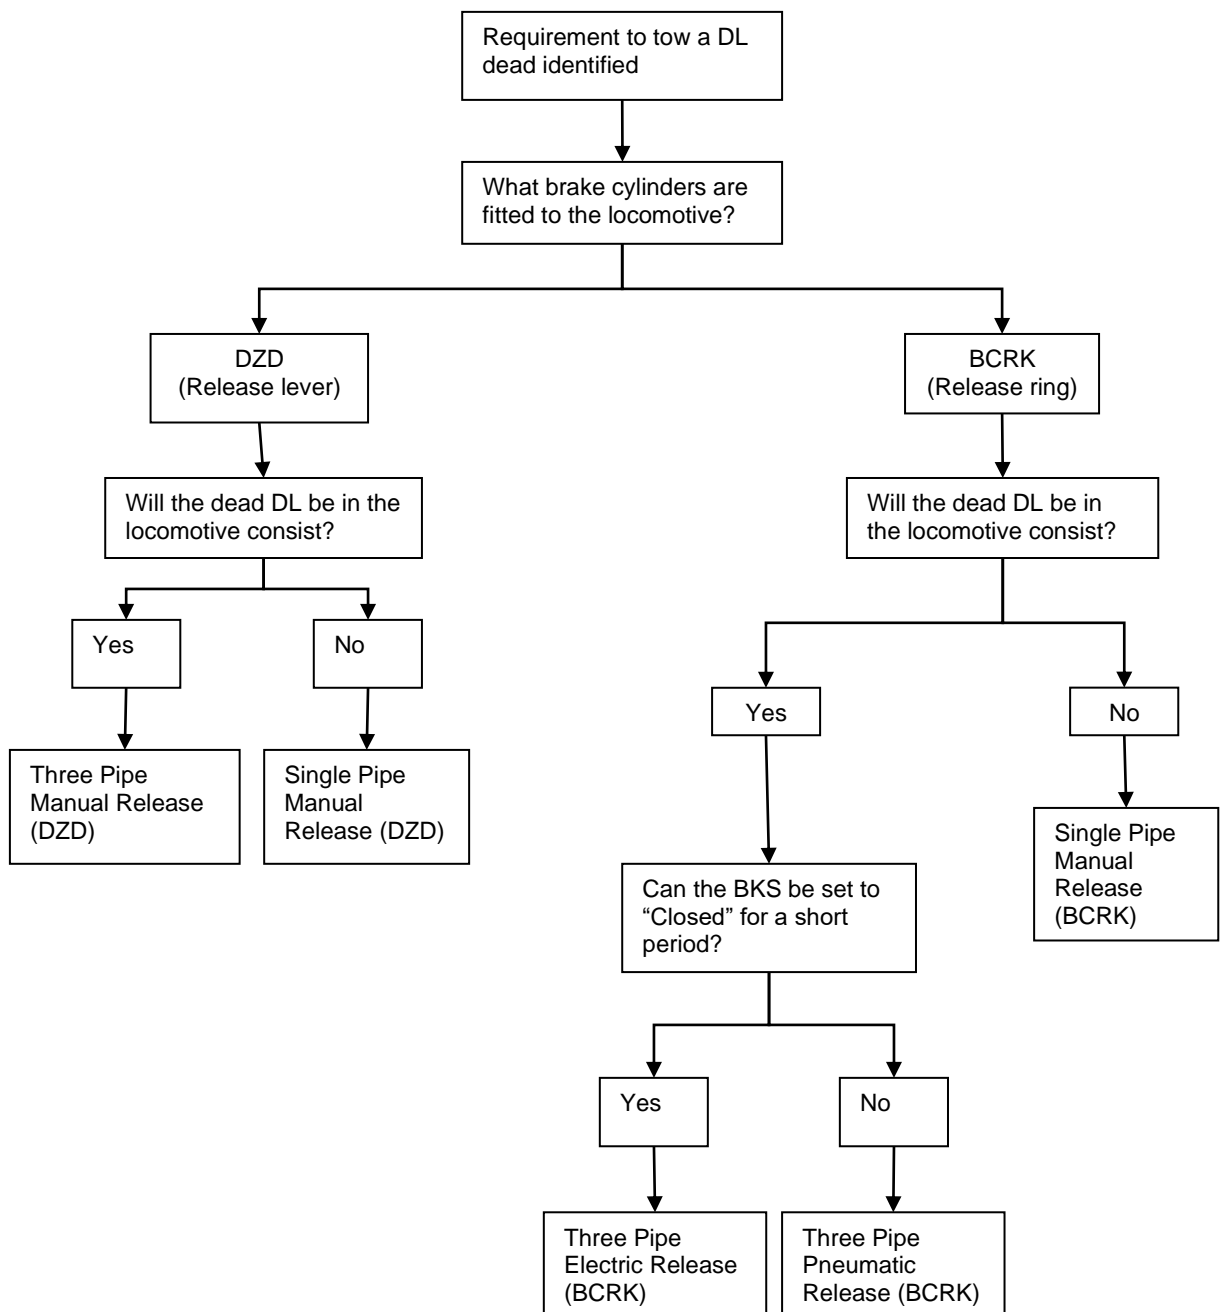 Requirement to tow a DL
dead identified
What brake cylinders are
fitted to the locomotive?
DZD
(Release lever)
BCRK
(Release ring)
Will the dead DL be in the
locomotive consist?
Will the dead DL be in
the locomotive consist?
Yes
No
Yes
No
Three Pipe
Manual Release
(DZD)
Single Pipe
Manual
Release (DZD)
Single Pipe
Manual
Release
(BCRK)
Can the BKS be set to
“Closed” for a short
period?
Yes
No
Three Pipe
Electric Release
(BCRK)
Three Pipe
Pneumatic
Release (BCRK)